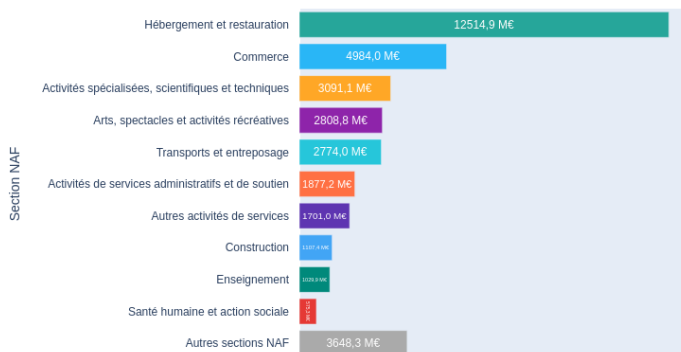 Section NAF
Hébergement et restauration 12514,9 M€
Commerce 4984,0 M€
Activités spécialisées, scientifiques et techniques 3091,1 M€
Arts, spectacles et activités récréatives 2808,8 M€
Transports et entreposage 2774,0 M€
Activités de services administratifs et de soutien 1877,2 M€
Autres activités de services 1701,0 M€
Construction M€
Enseignement M€
Santé humaine et action sociale
Autres sections NAF 3648,3 M€